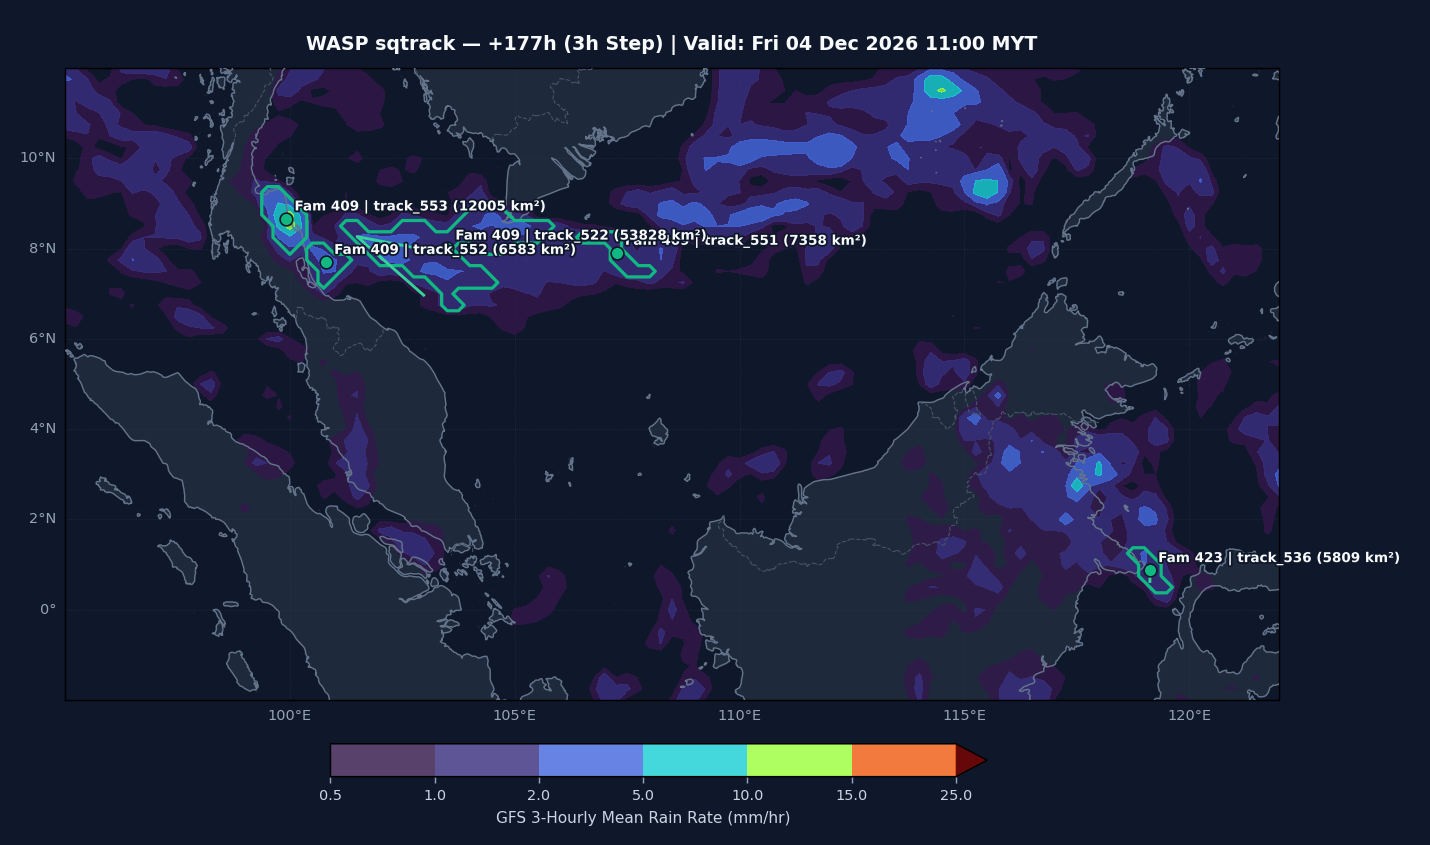 WASP sqtrack — +177h (3h Step) | Valid: Fri 04 Dec 2026 11:00 MYT
10°N
8°N
6°N
4°N
2°N
0°
Fam 409 | track_553 (12005 km²)
Fam 409 | track_522 (53828 km²)
Fam 409 | track_551 (7358 km²)
Fam 409 | track_552 (6583 km²)
Fam 423 | track_536 (5809 km²)
100°E 105°E 110°E 115°E 120°E
0.5 1.0 2.0 5.0 10.0 15.0 25.0
GFS 3-Hourly Mean Rain Rate (mm/hr)